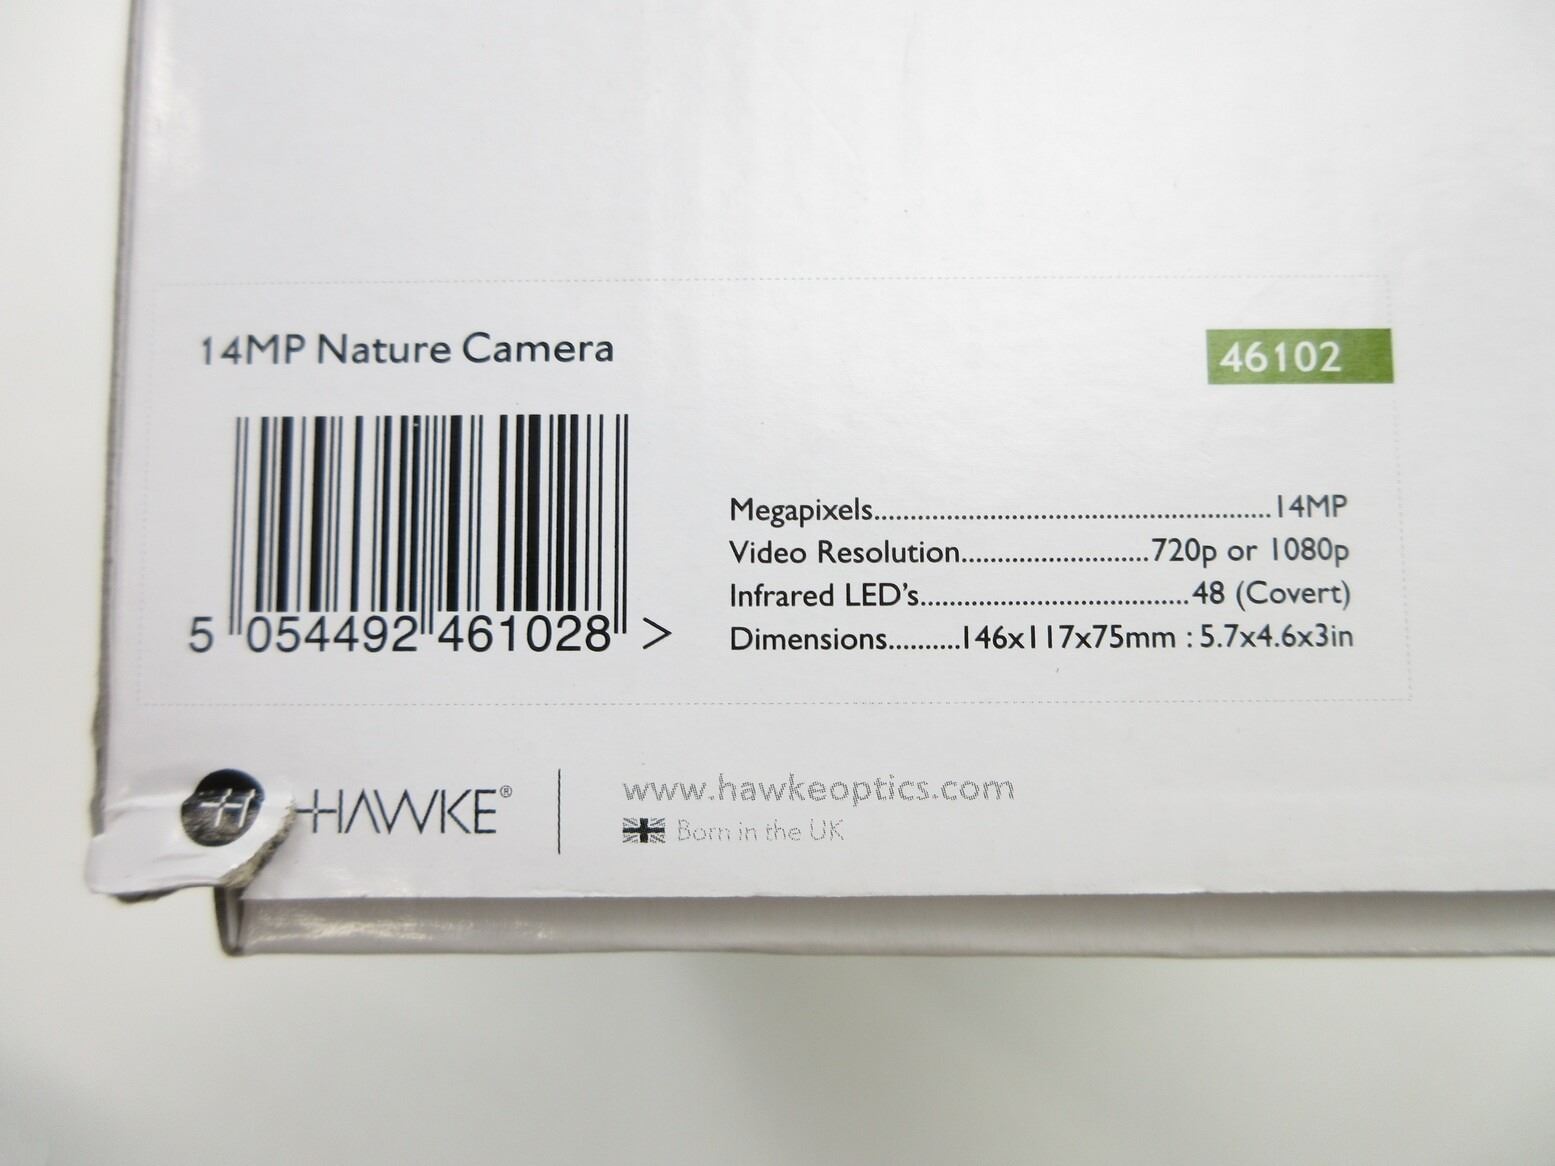 14MP Nature Camera
46102
5 054492 461028 >
Megapixels..............................................14MP
Video Resolution..........................720p or 1080p
Infrared LED's.....................................48 (Covert)
Dimensions..........146x117x75mm : 5.7x4.6x3in
HAWKE®
www.hawkeoptics.com
Born in the UK